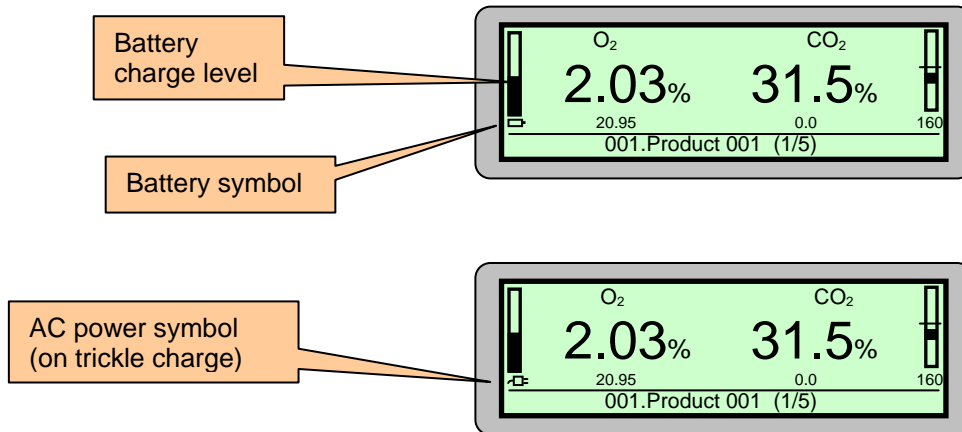 Battery
charge level
Battery symbol
O₂ CO₂
2.03% 31.5%
20.95 0.0 160
001.Product 001 (1/5)
AC power symbol
(on trickle charge)
O₂ CO₂
2.03% 31.5%
20.95 0.0 160
001.Product 001 (1/5)